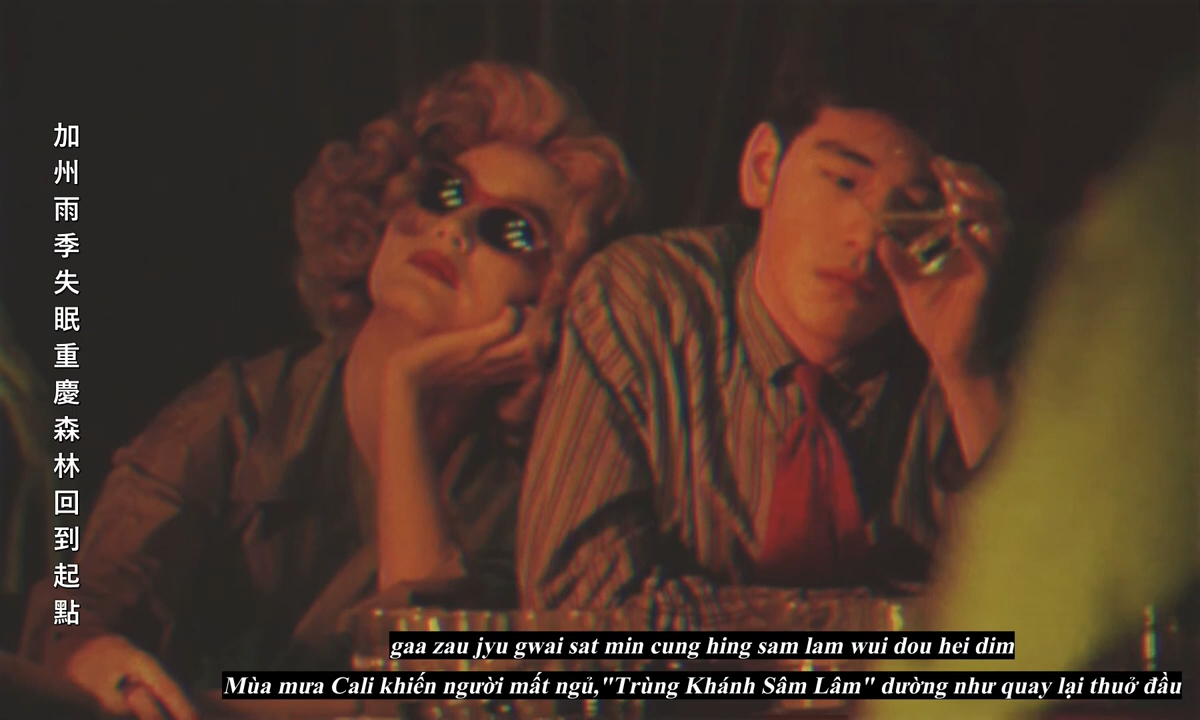 加州雨季失眠重慶森林回到起點
gaa zau jyu gwai sat min cung hing sam lam wui dou hei dim
Mùa mưa Cali khiến người mất ngủ,"Trùng Khánh Sâm Lâm" dường như quay lại thuở đầu